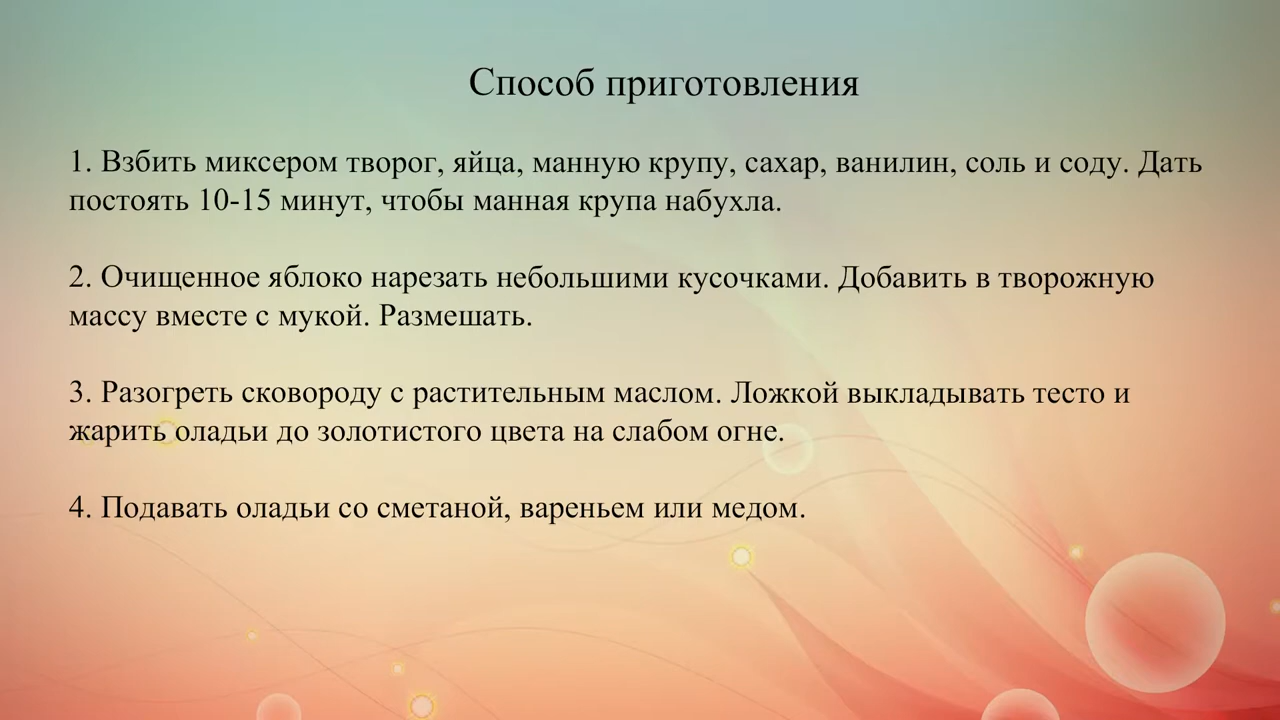 Способ приготовления
1. Взбить миксером творог, яйца, манную крупу, сахар, ванилин, соль и соду. Дать
постоять 10-15 минут, чтобы манная крупа набухла.
2. Очищенное яблоко нарезать небольшими кусочками. Добавить в творожную
массу вместе с мукой. Размешать.
3. Разогреть сковороду с растительным маслом. Ложкой выкладывать тесто и
жарить оладьи до золотистого цвета на слабом огне.
4. Подавать оладьи со сметаной, вареньем или медом.